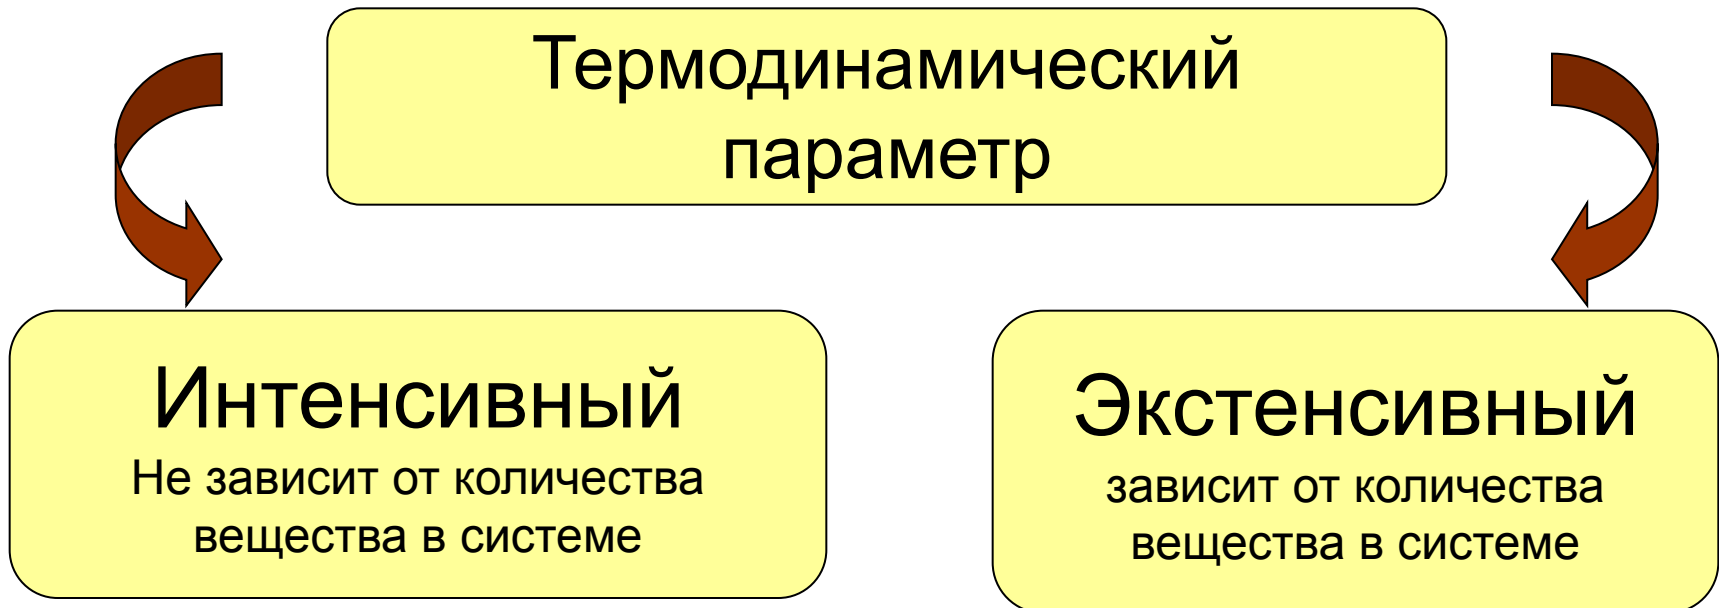 Термодинамический
параметр
Интенсивный
Не зависит от количества
вещества в системе
Экстенсивный
зависит от количества
вещества в системе